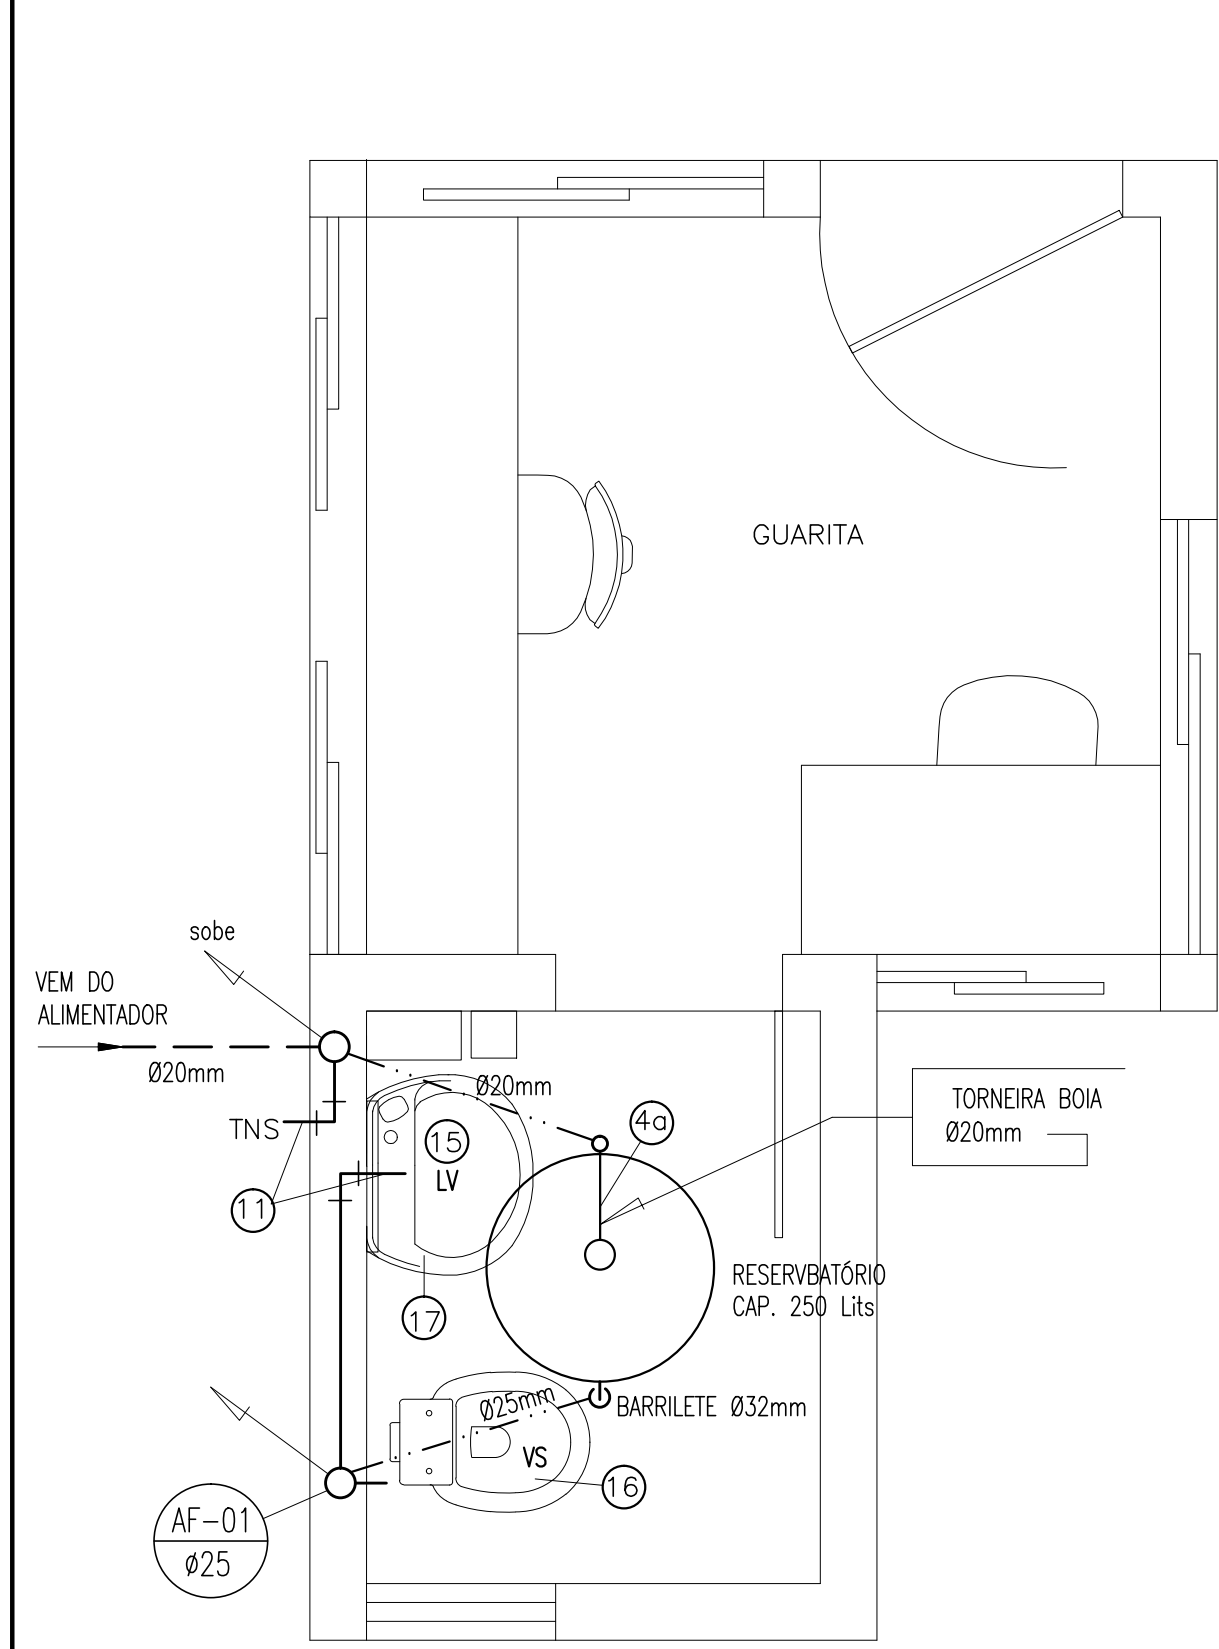 GUARITA
sobe
VEM DO
ALIMENTADOR
Ø20mm
Ø20mm
TNS
15
LV
4a
TORNEIRA BOIA
Ø20mm
11
17
RESERVBATÓRIO
CAP. 250 Lits
Ø25mm
BARRILETE Ø32mm
VS
16
AF-01
Ø25